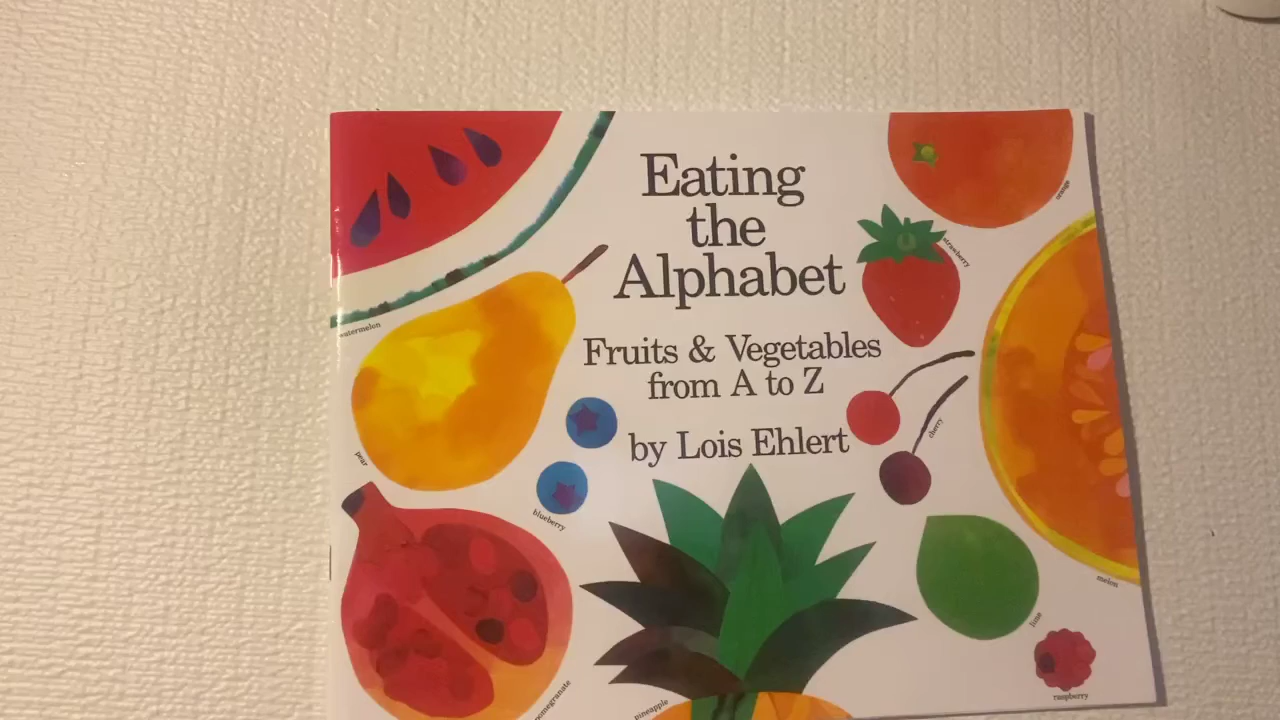 Eating
the
Alphabet
Fruits & Vegetables
from A to Z
by Lois Ehlert
orange
strawberry
watermelon
cherry
pear
blueberry
melon
lime
raspberry
pomegranate
pineapple